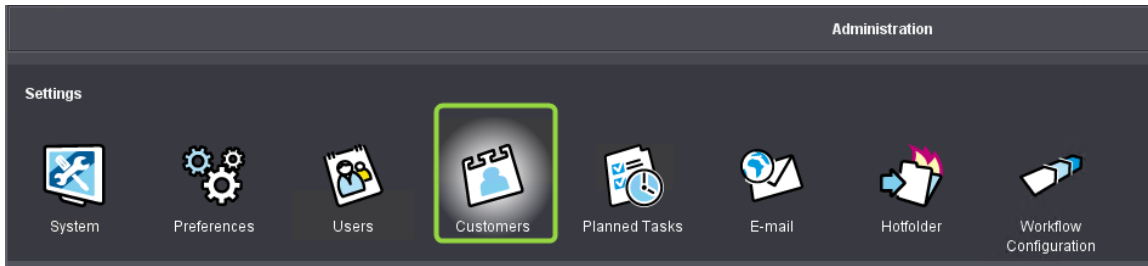 Administration
Settings
System
Preferences
Users
Customers
Planned Tasks
E-mail
Hotfolder
Workflow
Configuration